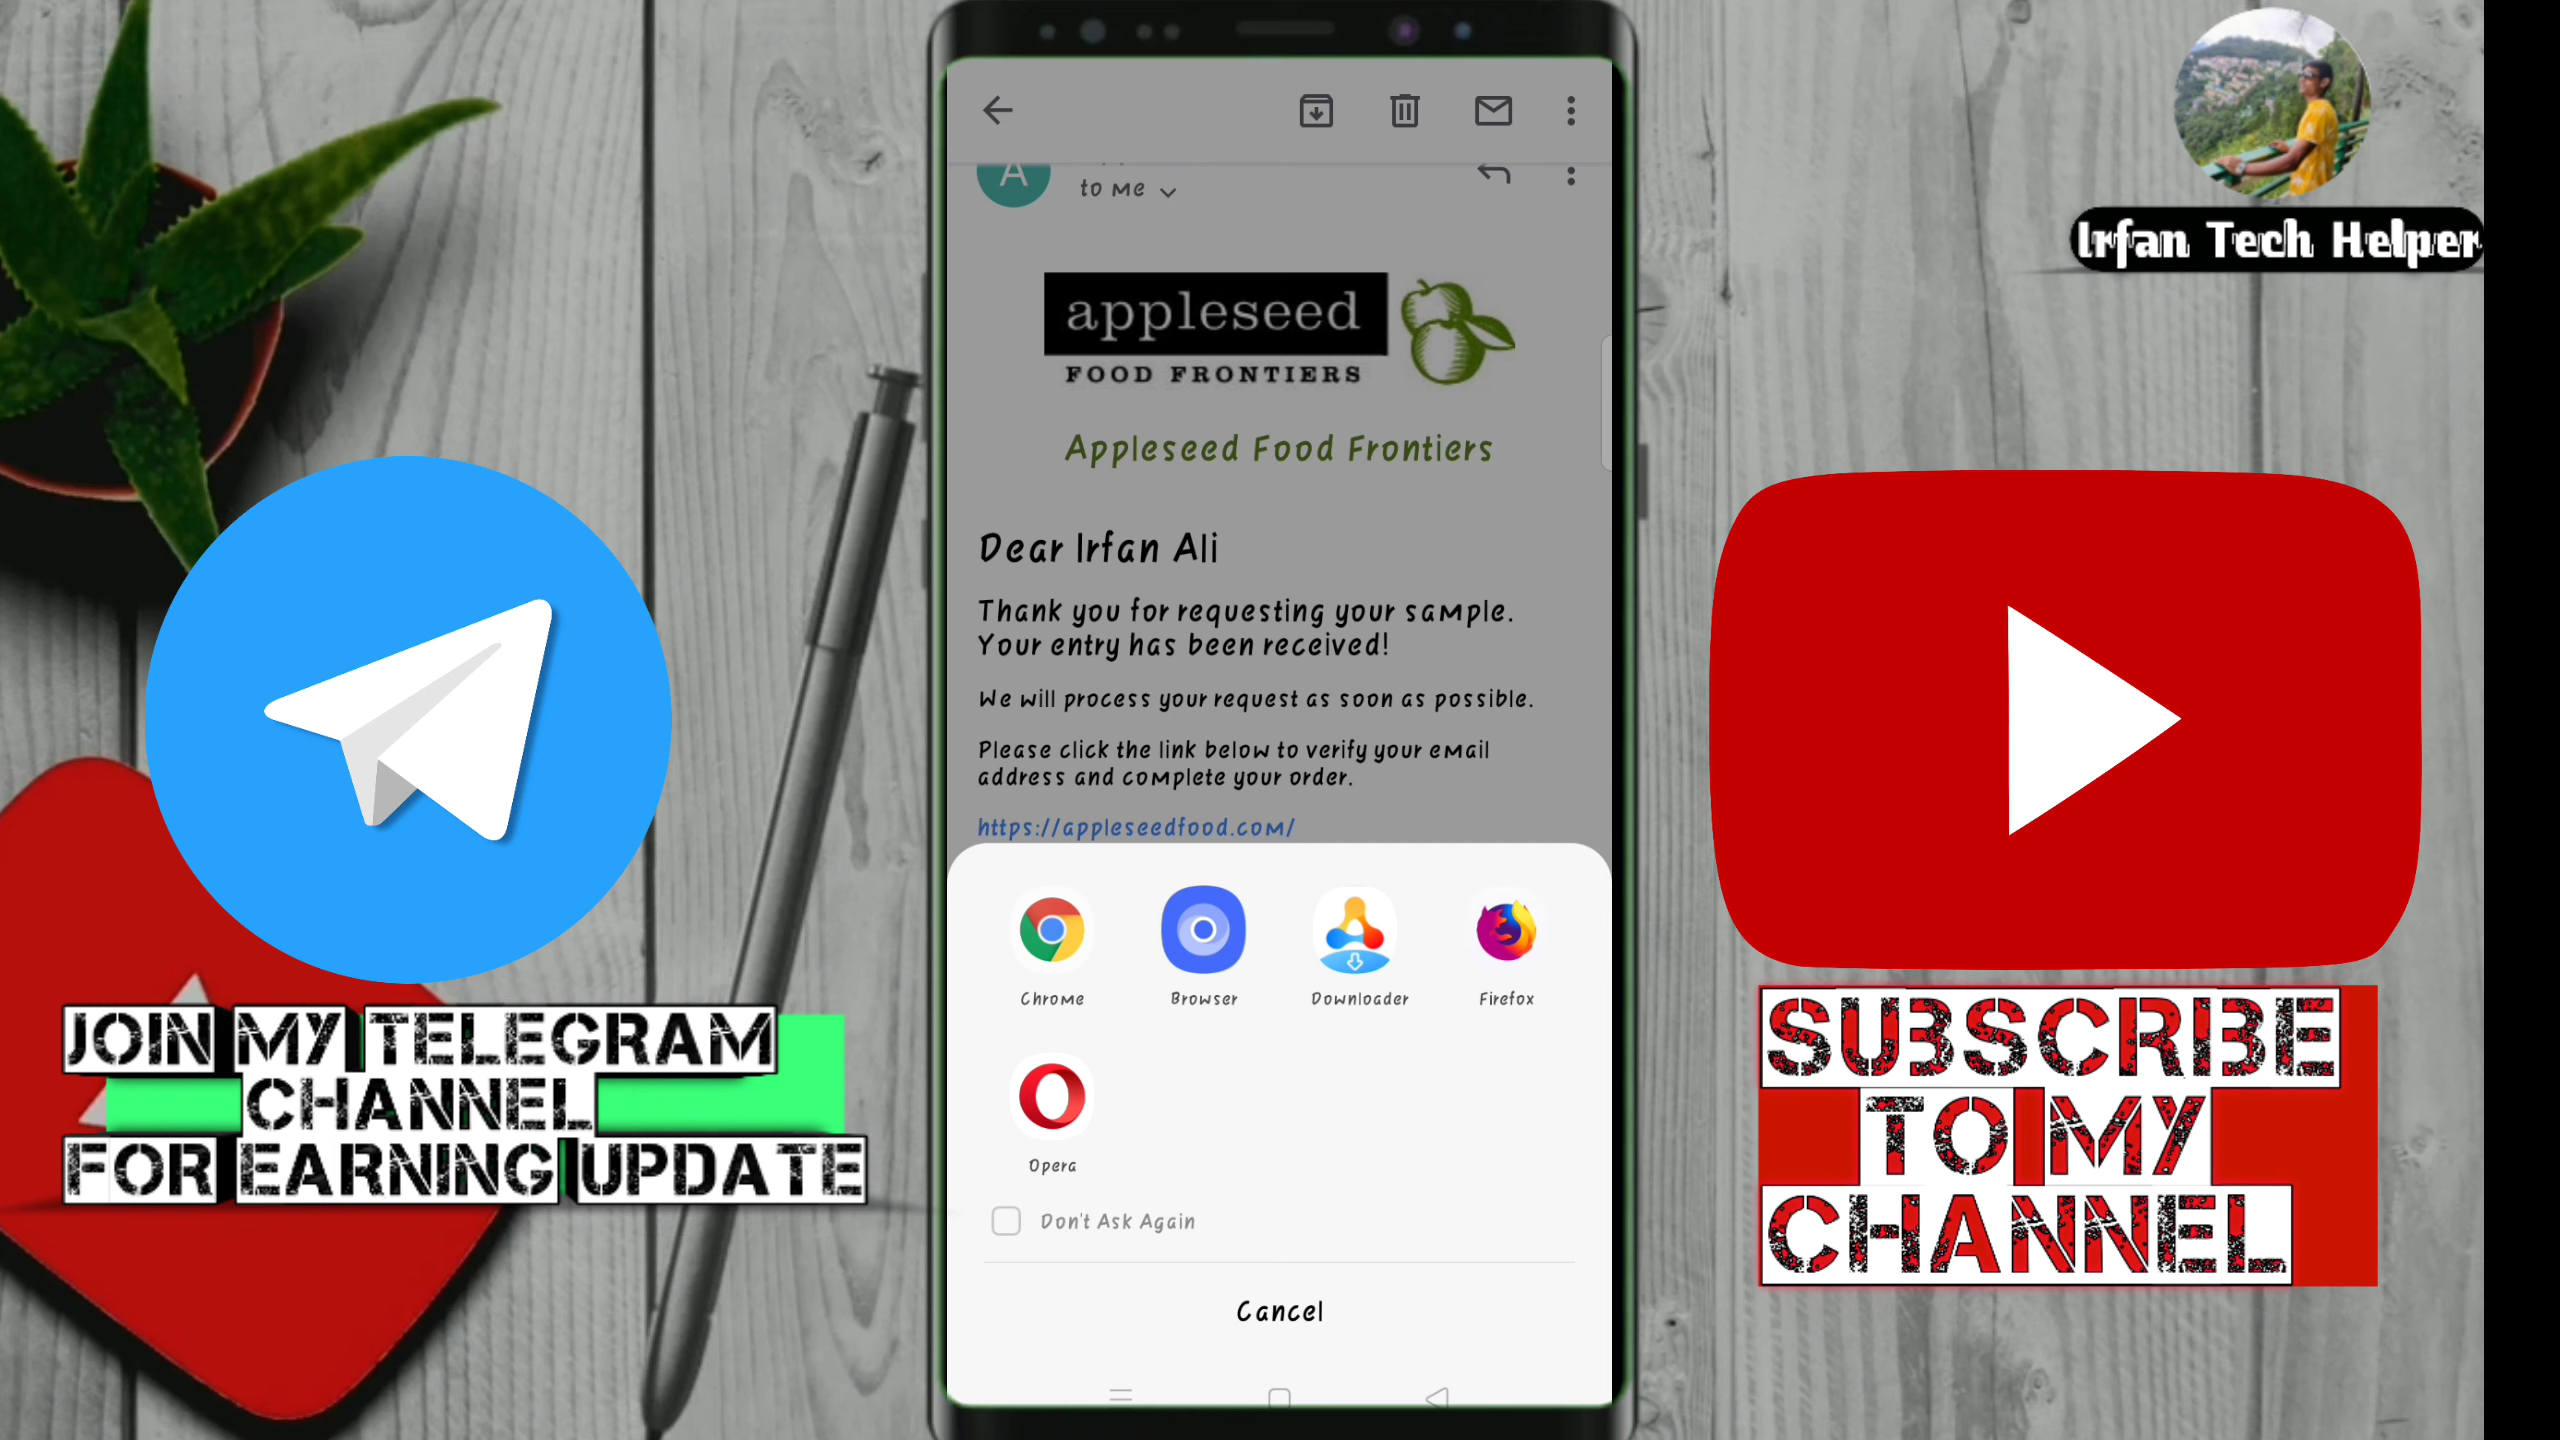 Irfan Tech Helper
A
to me
appleseed
FOOD FRONTIERS
Appleseed Food Frontiers
Dear Irfan Ali
Thank you for requesting your sample.
Your entry has been received!
We will process your request as soon as possible.
Please click the link below to verify your email
address and complete your order.
https://appleseedfood.com/
Chrome
Browser
Downloader
Firefox
Opera
Don't Ask Again
Cancel
JOIN MY TELEGRAM
CHANNEL
FOR EARNING UPDATE
SUBSCRIBE
TO MY
CHANNEL